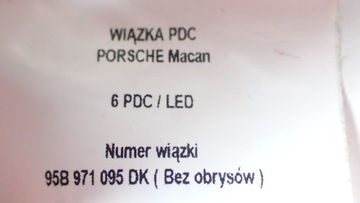 WIĄZKA PDC
PORSCHE Macan
6 PDC / LED
Numer wiązki
95B 971 095 DK ( Bez obrysów )